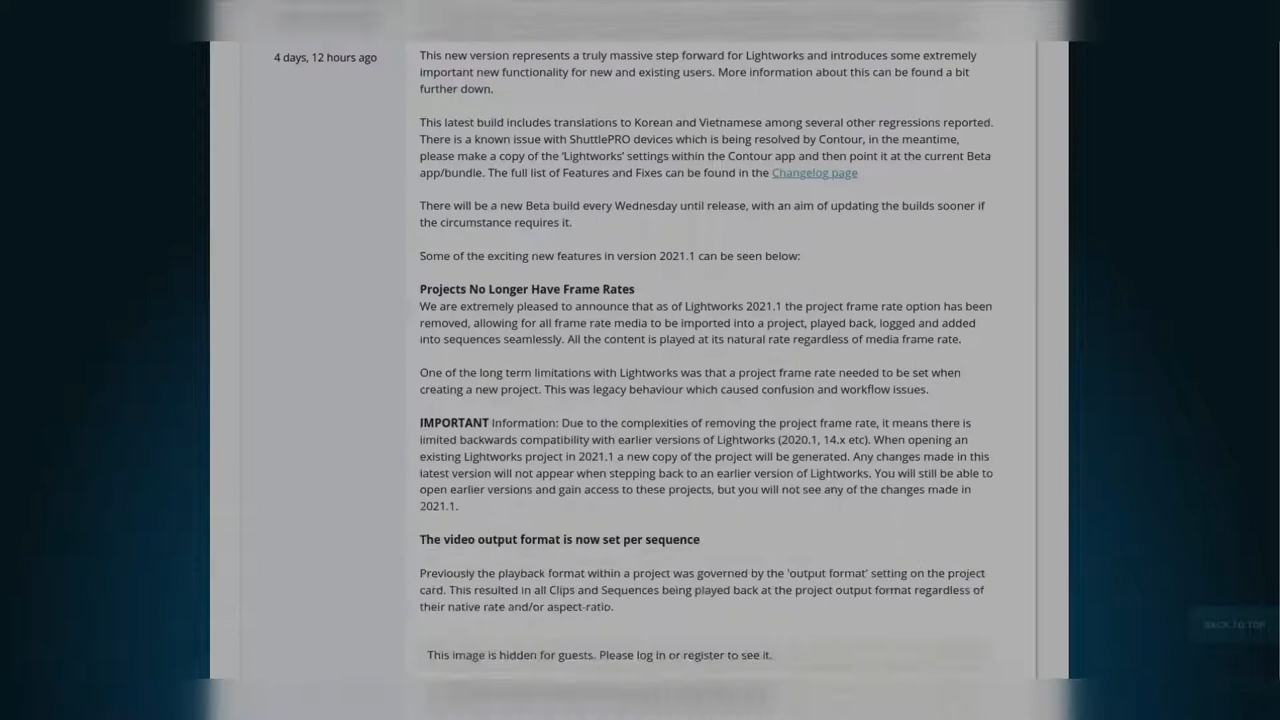 4 days, 12 hours ago
This new version represents a truly massive step forward for Lightworks and introduces some extremely
important new functionality for new and existing users. More information about this can be found a bit
further down.
This latest build includes translations to Korean and Vietnamese among several other regressions reported.
There is a known issue with ShuttlePRO devices which is being resolved by Contour, in the meantime,
please make a copy of the 'Lightworks' settings within the Contour app and then point it at the current Beta
app/bundle. The full list of Features and Fixes can be found in the Changelog page
There will be a new Beta build every Wednesday until release, with an aim of updating the builds sooner if
the circumstance requires it.
Some of the exciting new features in version 2021.1 can be seen below:
Projects No Longer Have Frame Rates
We are extremely pleased to announce that as of Lightworks 2021.1 the project frame rate option has been
removed, allowing for all frame rate media to be imported into a project, played back, logged and added
into sequences seamlessly. All the content is played at its natural rate regardless of media frame rate.
One of the long term limitations with Lightworks was that a project frame rate needed to be set when
creating a new project. This was legacy behaviour which caused confusion and workflow issues.
IMPORTANT Information: Due to the complexities of removing the project frame rate, it means there is
limited backwards compatibility with earlier versions of Lightworks (2020.1, 14.x etc). When opening an
existing Lightworks project in 2021.1 a new copy of the project will be generated. Any changes made in this
latest version will not appear when stepping back to an earlier version of Lightworks. You will still be able to
open earlier versions and gain access to these projects, but you will not see any of the changes made in
2021.1.
The video output format is now set per sequence
Previously the playback format within a project was governed by the 'output format' setting on the project
card. This resulted in all Clips and Sequences being played back at the project output format regardless of
their native rate and/or aspect-ratio.
BACK TO TOP
This image is hidden for guests. Please log in or register to see it.